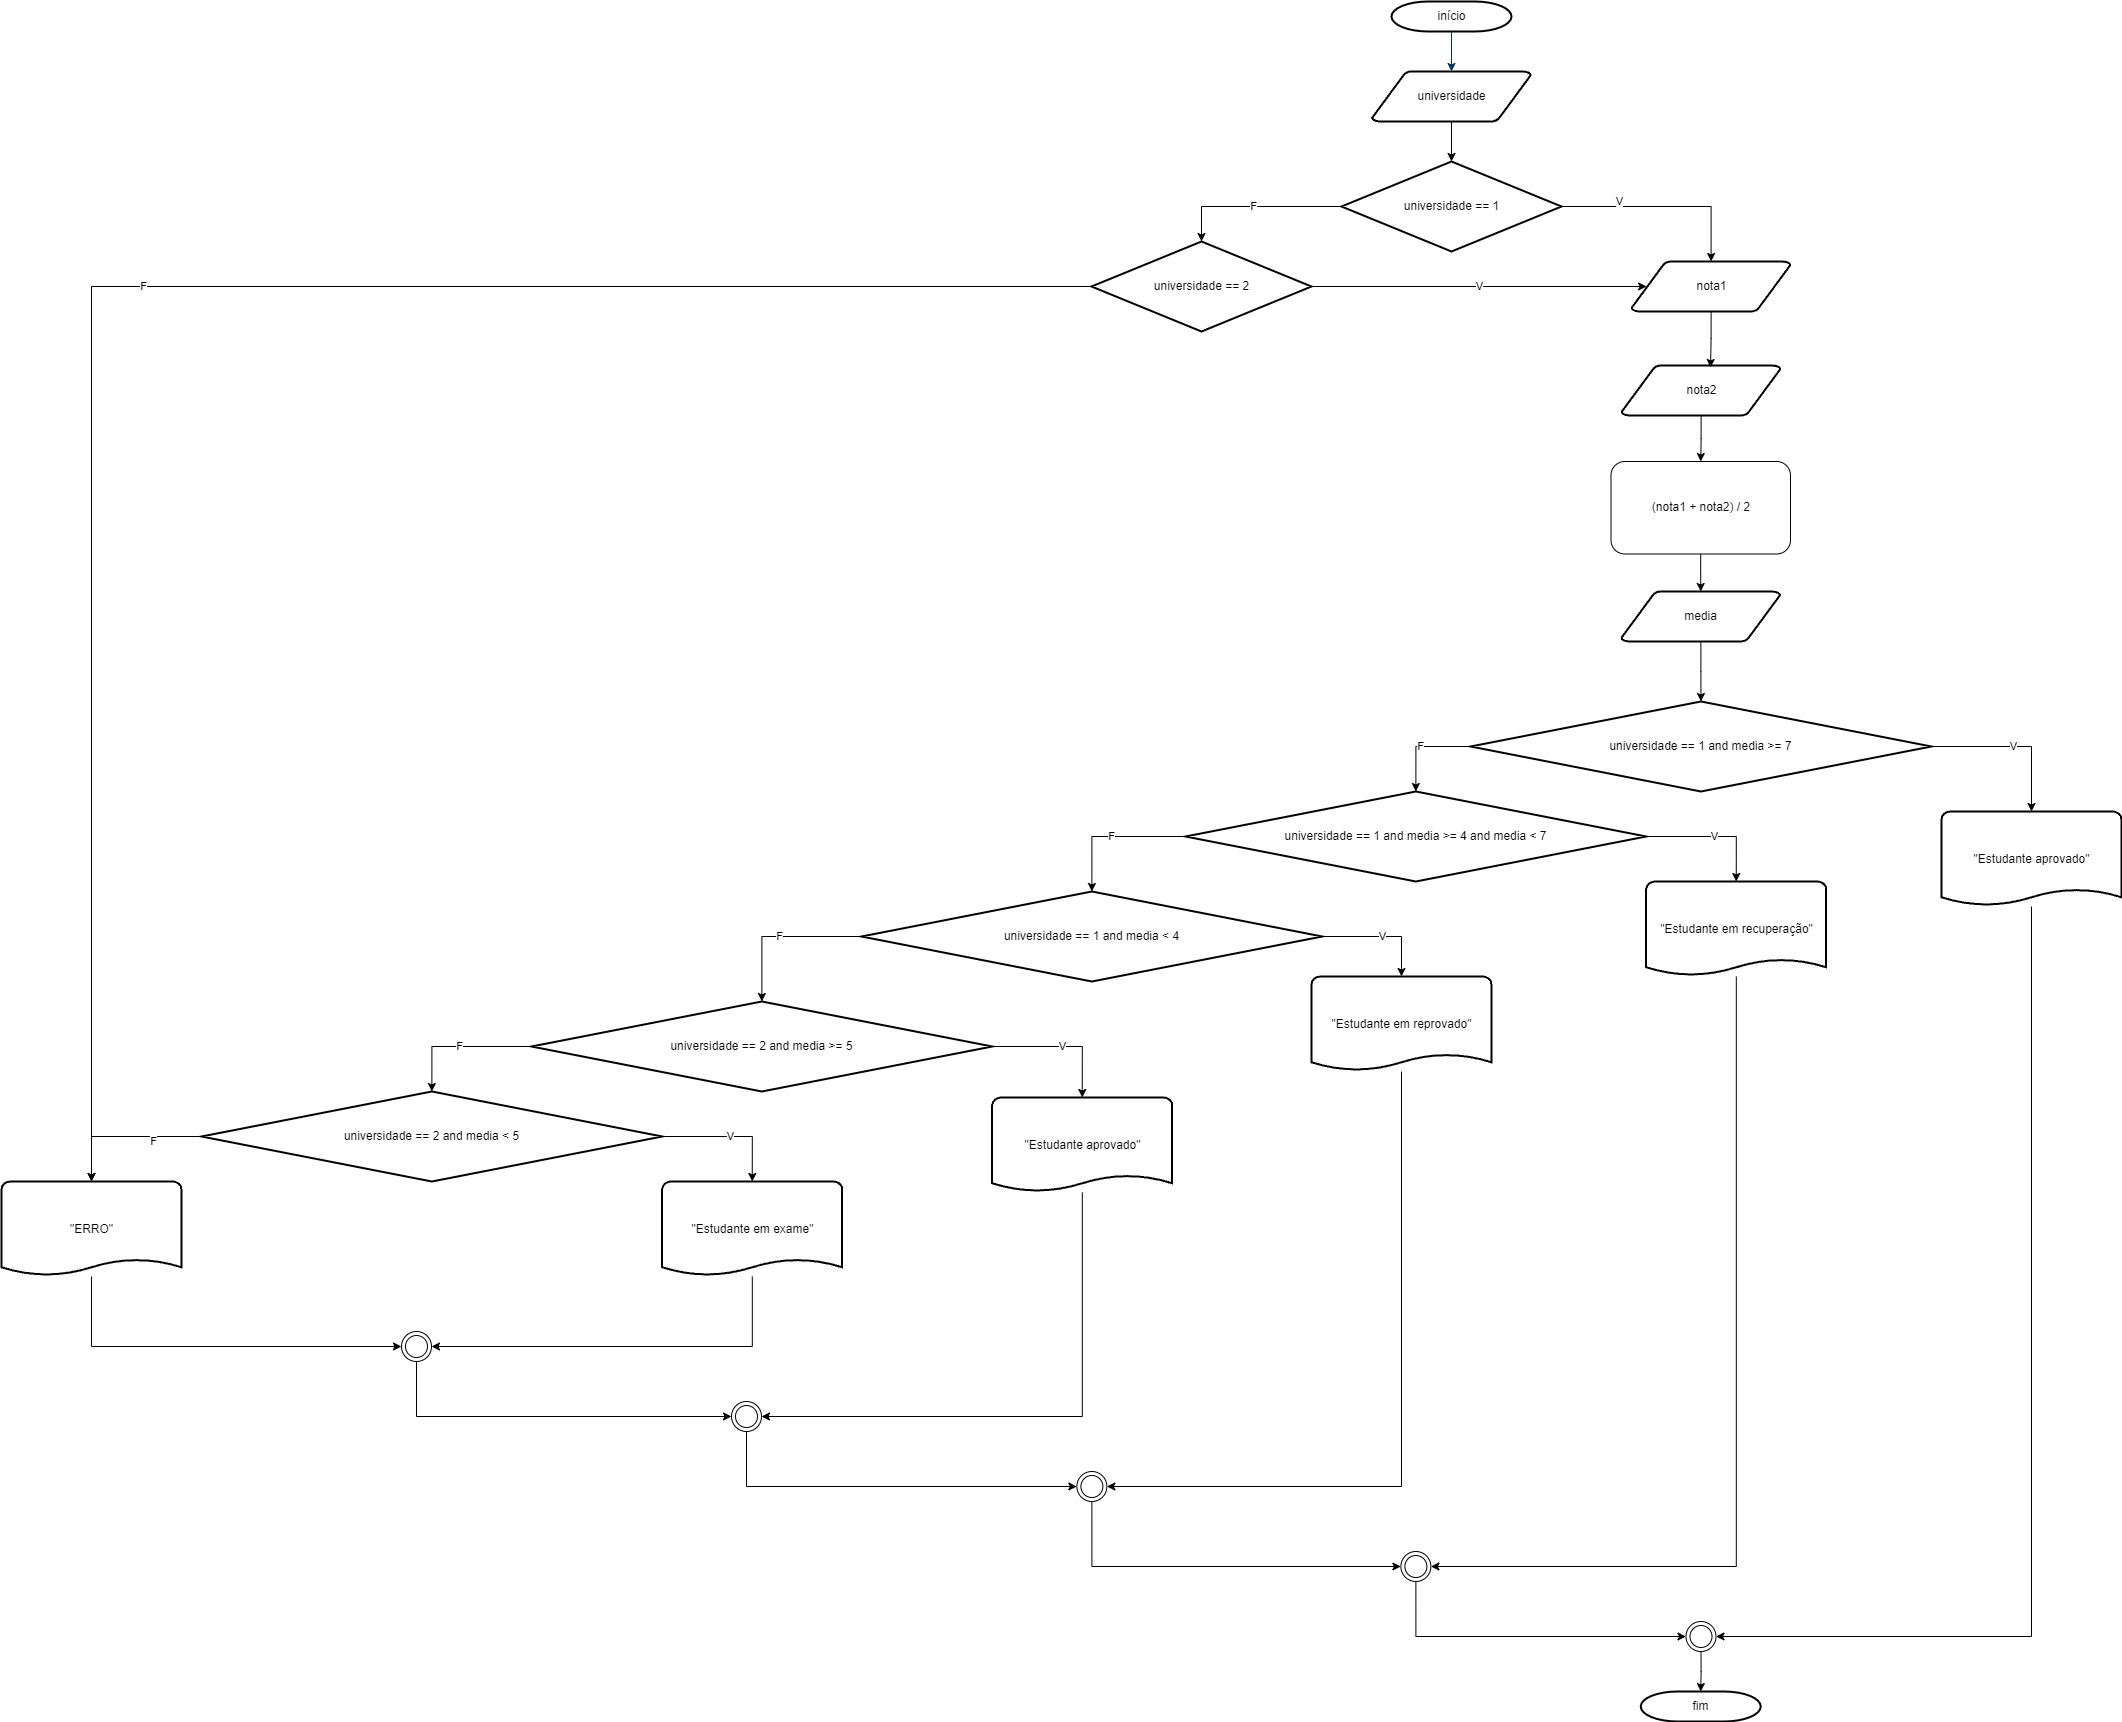 início
universidade
universidade == 1
F
V
universidade == 2
F
V
nota1
nota2
(nota1 + nota2) / 2
media
universidade == 1 and media >= 7
F
V
universidade == 1 and media >= 4 and media < 7
F
V
"Estudante aprovado"
universidade == 1 and media < 4
F
V
"Estudante em recuperação"
universidade == 2 and media >= 5
F
V
"Estudante em reprovado"
universidade == 2 and media < 5
F
V
"Estudante aprovado"
"ERRO"
"Estudante em exame"
fim